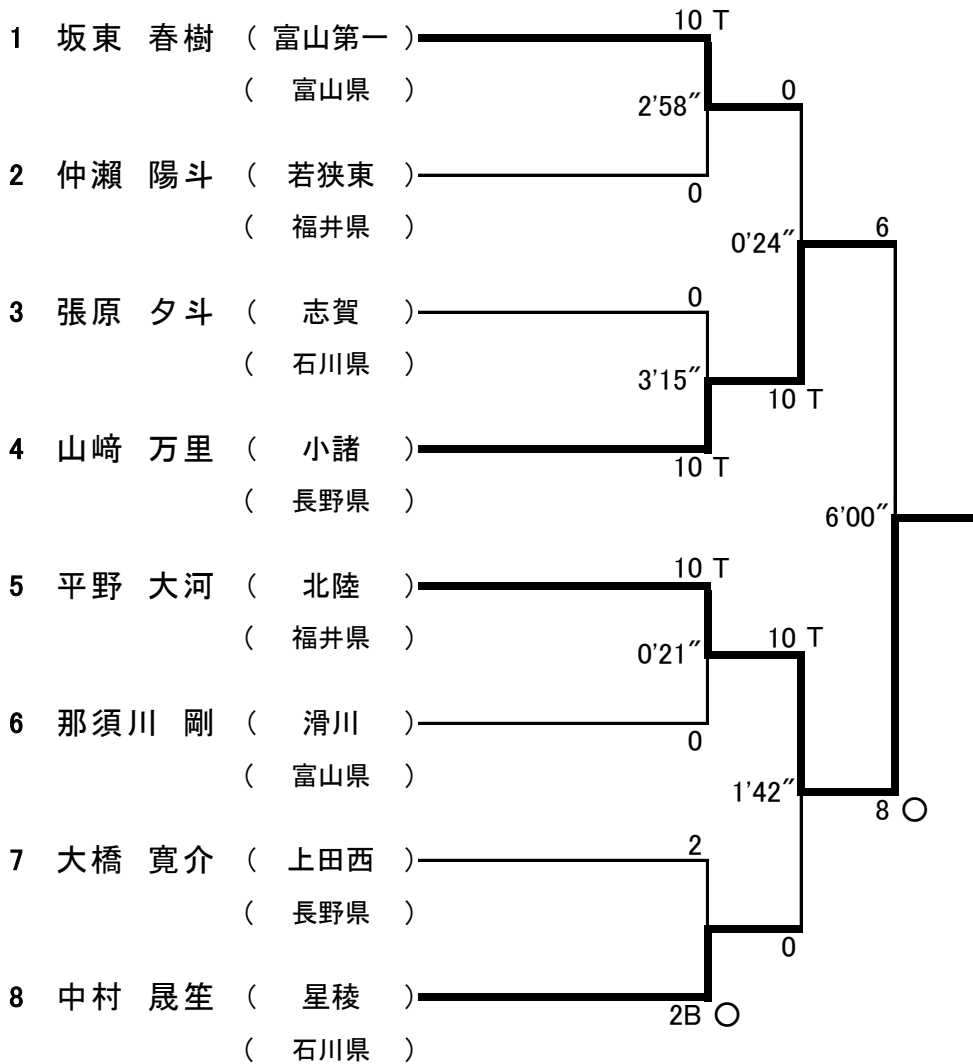 10 T
1 坂東 春樹 ( 富山第一 )
0
( 富山県 )
2’58”
2 仲瀬 陽斗 ( 若狭東 )
0
( 福井県 )
6
0’24”
0
3 張原 夕斗 ( 志賀 )
( 石川県 )
3’15”
10 T
4 山﨑 万里 ( 小諸 )
10 T
( 長野県 )
6’00”
10 T
5 平野 大河 ( 北陸 )
( 福井県 )
10 T
0’21”
6 那須川 剛 ( 滑川 )
0
( 富山県 )
1’42”
8 ○
2
7 大橋 寛介 ( 上田西 )
( 長野県 )
0
8 中村 晟笙 ( 星稜 )
2B ○
( 石川県 )